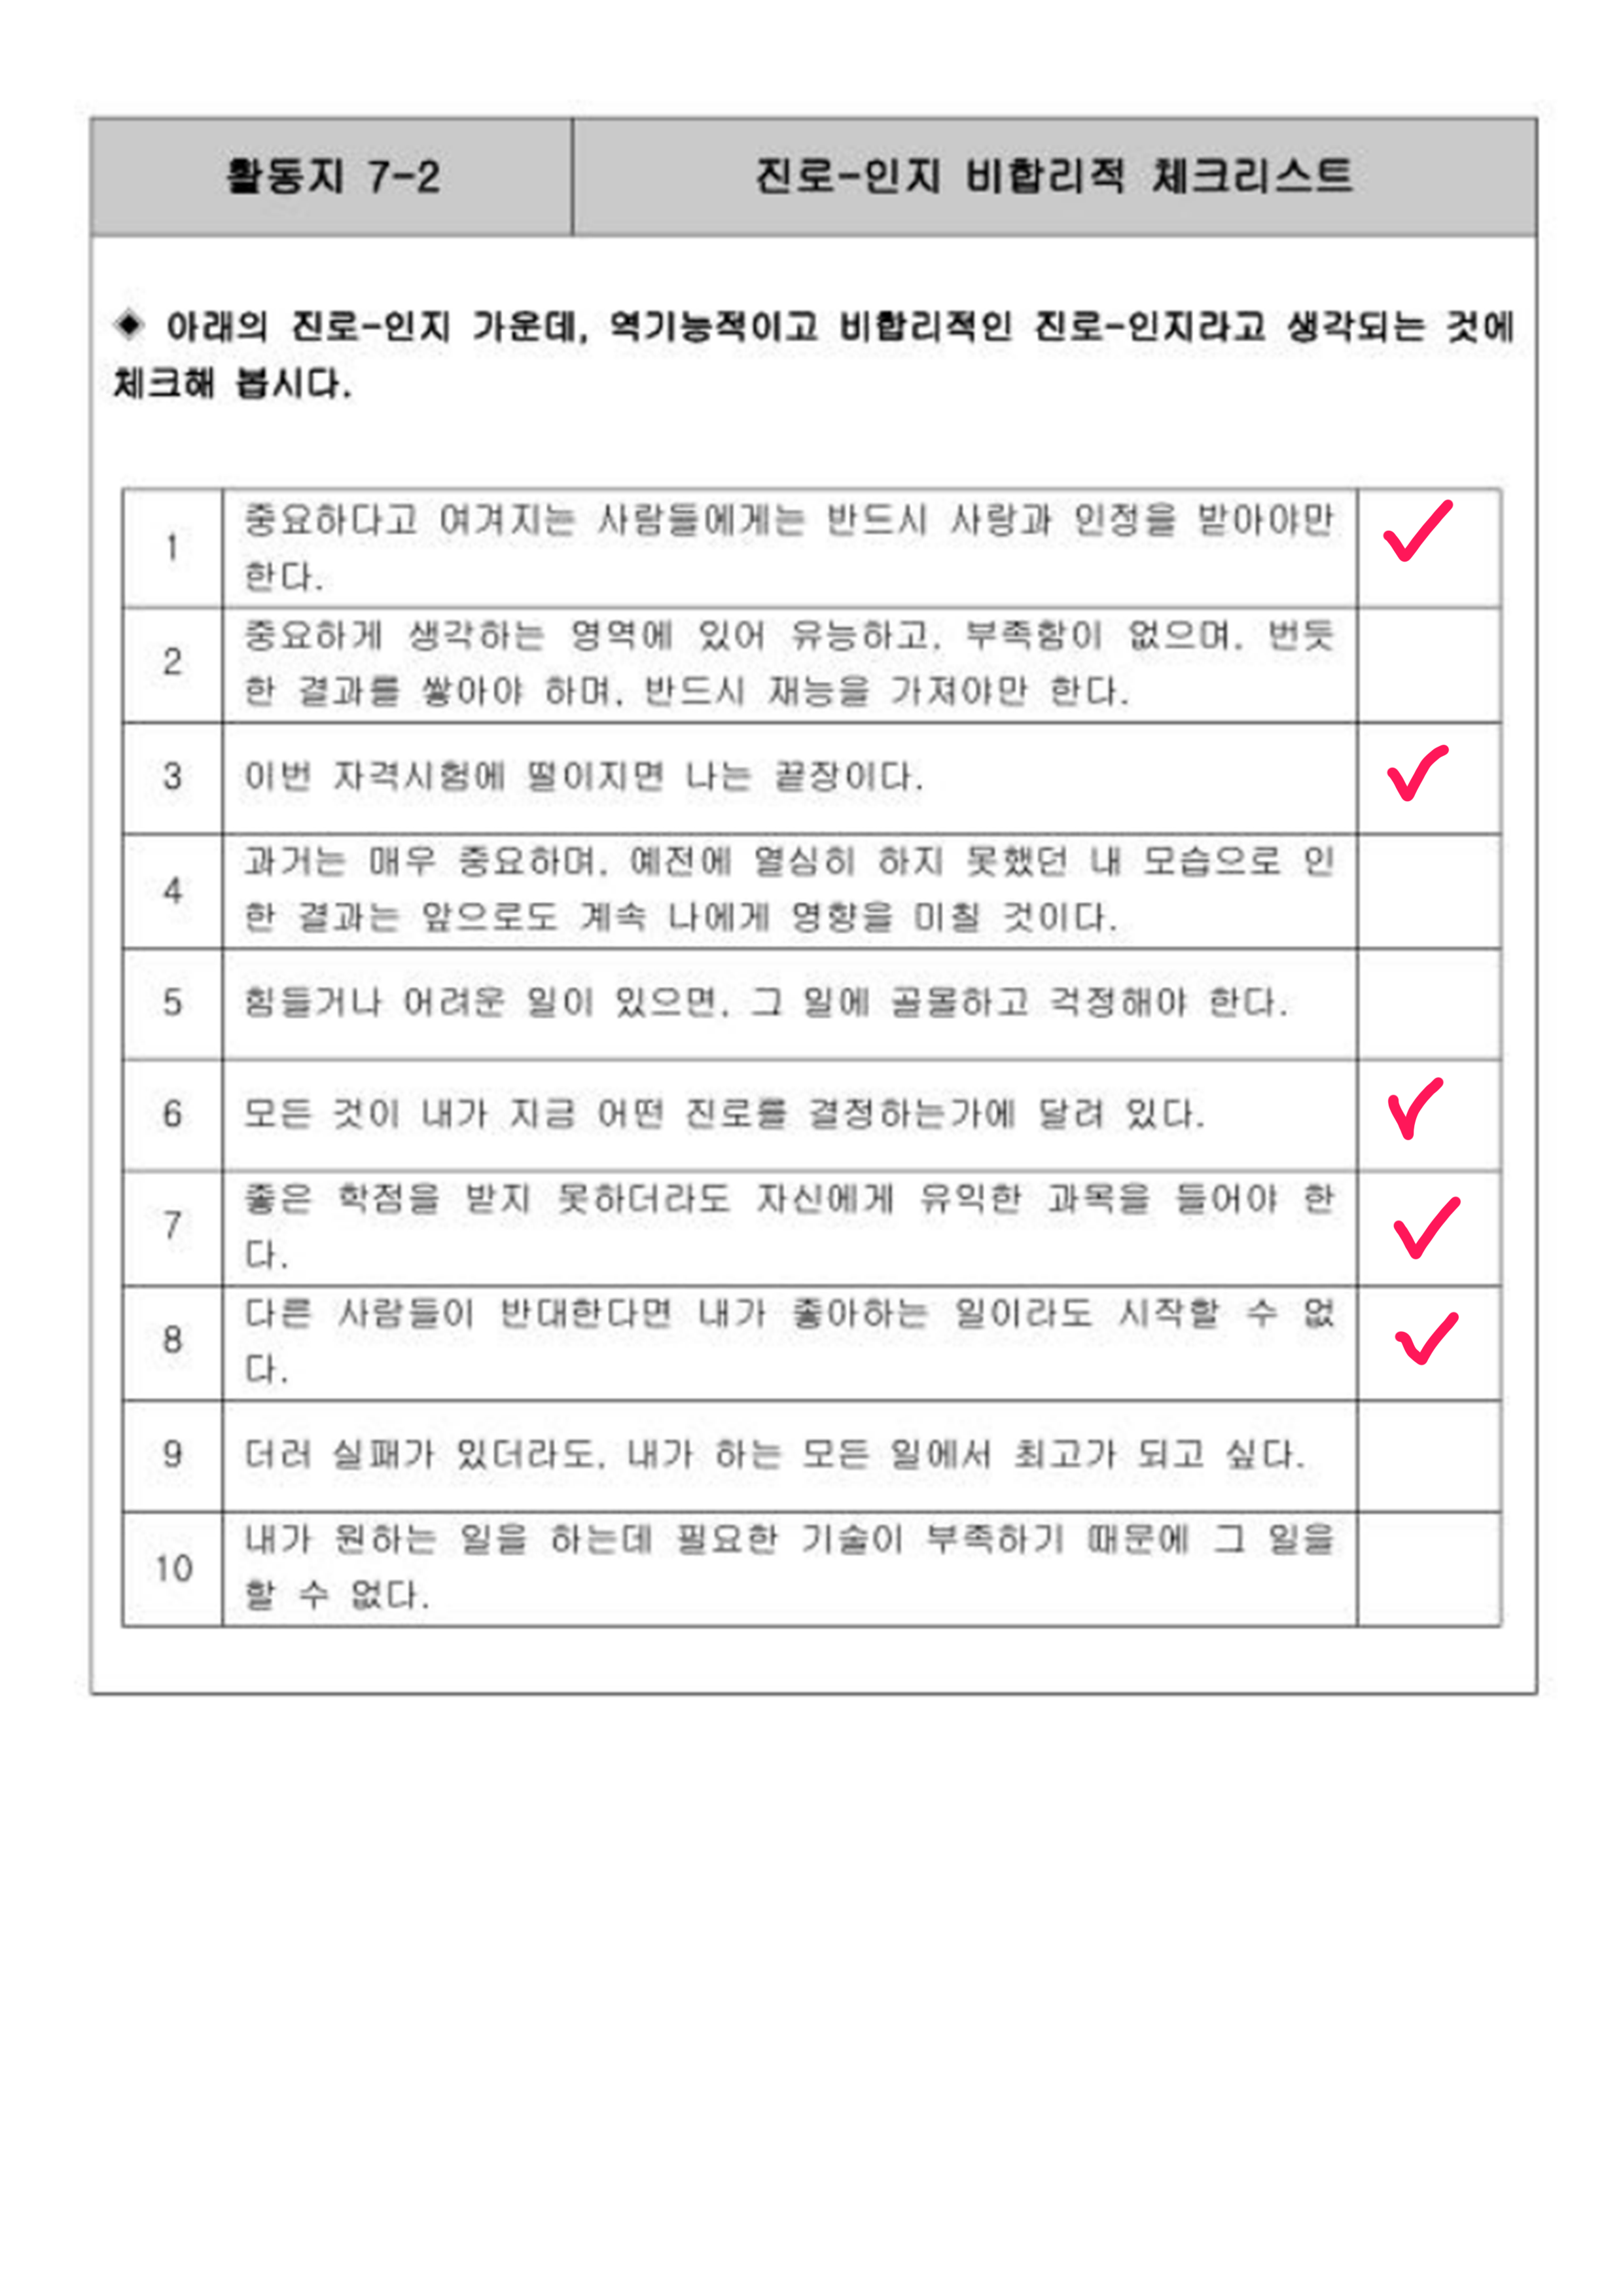 활동지 7-2
진로-인지 비합리적 체크리스트
◈ 아래의 진로-인지 가운데, 역기능적이고 비합리적인 진로-인지라고 생각되는 것에
체크해 봅시다.
1
중요하다고 여겨지는 사람들에게는 반드시 사랑과 인정을 받아야만
한다.
2
중요하게 생각하는 영역에 있어 유능하고, 부족함이 없으며, 번듯
한 결과를 쌓아야 하며, 반드시 재능을 가져야만 한다.
3
이번 자격시험에 떨이지면 나는 끝장이다.
4
과거는 매우 중요하며, 예전에 열심히 하지 못했던 내 모습으로 인
한 결과는 앞으로도 계속 나에게 영향을 미칠 것이다.
5
힘들거나 어려운 일이 있으면, 그 일에 골몰하고 걱정해야 한다.
6
모든 것이 내가 지금 어떤 진로를 결정하는가에 달려 있다.
7
좋은 학점을 받지 못하더라도 자신에게 유익한 과목을 들어야 한
다.
8
다른 사람들이 반대한다면 내가 좋아하는 일이라도 시작할 수 없
다.
9
더러 실패가 있더라도, 내가 하는 모든 일에서 최고가 되고 싶다.
10
내가 원하는 일을 하는데 필요한 기술이 부족하기 때문에 그 일을
할 수 없다.